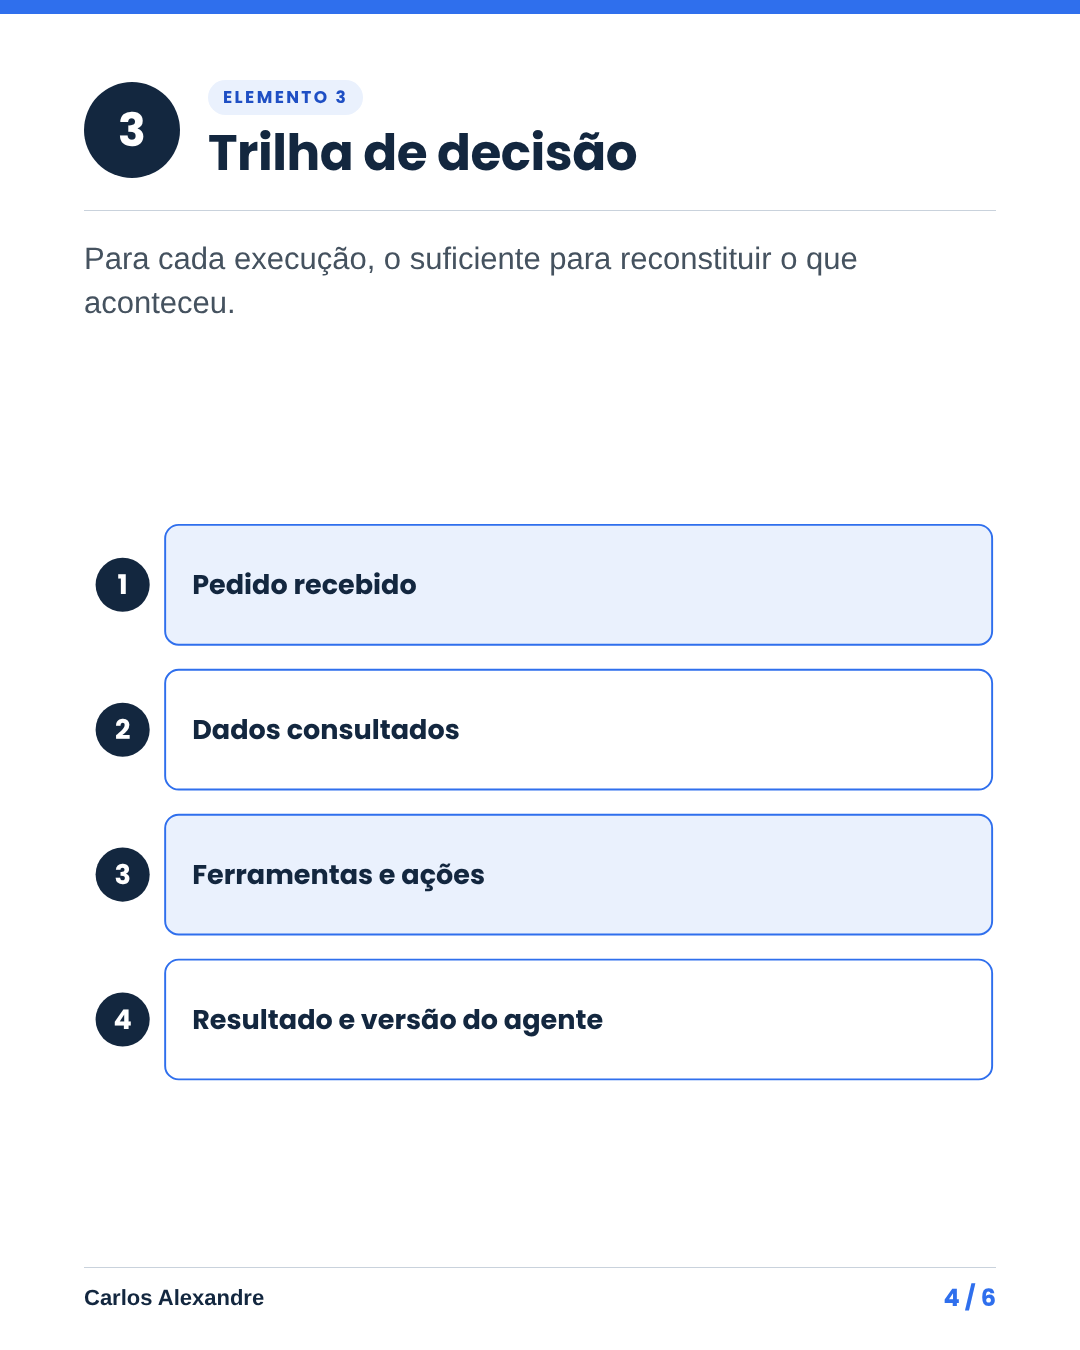 3
ELEMENTO 3
Trilha de decisão
Para cada execução, o suficiente para reconstituir o que
aconteceu.
1
Pedido recebido
2
Dados consultados
3
Ferramentas e ações
4
Resultado e versão do agente
Carlos Alexandre
4 / 6